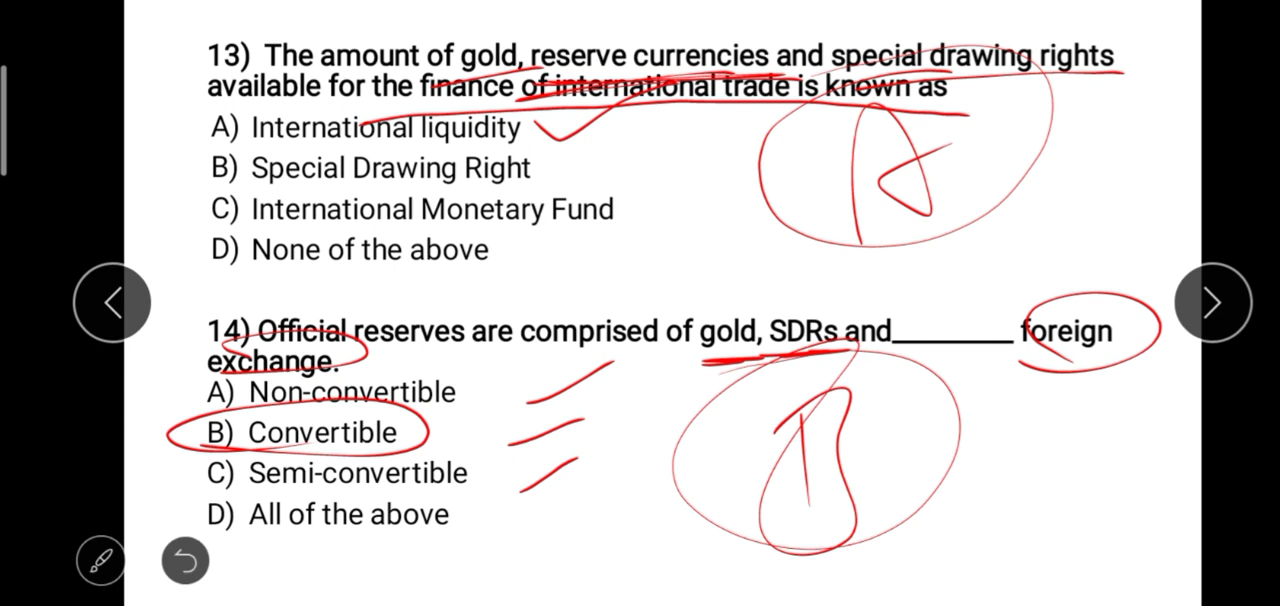 13) The amount of gold, reserve currencies and special drawing rights
available for the finance of international trade is known as
A) International liquidity
B) Special Drawing Right
C) International Monetary Fund
D) None of the above
A
14) Official reserves are comprised of gold, SDRs and_________ foreign
exchange.
A) Non-convertible
B) Convertible
C) Semi-convertible
D) All of the above
B